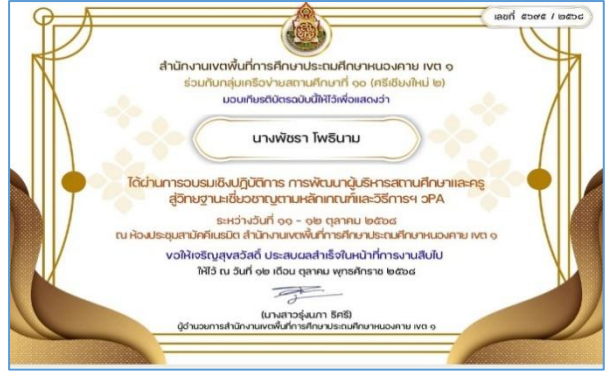 เลขที่ ๕๖๙๕ / ๒๕๖๘
สำนักงานเขตพื้นที่การศึกษาประถมศึกษาหนองคาย เขต ๑
ร่วมกับกลุ่มเครือข่ายสถานศึกษาที่ ๑๐ (ศรีเชียงใหม่ ๒)
มอบเกียรติบัตรฉบับนี้ให้ไว้เพื่อแสดงว่า
นางพัชรา โพธินาม
ได้ผ่านการอบรมเชิงปฏิบัติการ การพัฒนาผู้บริหารสถานศึกษาและครู
สู่วิทยฐานะเชี่ยวชาญตามหลักเกณฑ์และวิธีการฯ วPA
ระหว่างวันที่ ๑๑ - ๑๒ ตุลาคม ๒๕๖๘
ณ ห้องประชุมสามัคคีเนรมิต สำนักงานเขตพื้นที่การศึกษาประถมศึกษาหนองคาย เขต ๑
ขอให้เจริญสุขสวัสดิ์ ประสบผลสำเร็จในหน้าที่การงานสืบไป
ให้ไว้ ณ วันที่ ๑๒ เดือน ตุลาคม พุทธศักราช ๒๕๖๘
(นางสาวรุ่งนภา ริศรี)
ผู้อำนวยการสำนักงานเขตพื้นที่การศึกษาประถมศึกษาหนองคาย เขต ๑